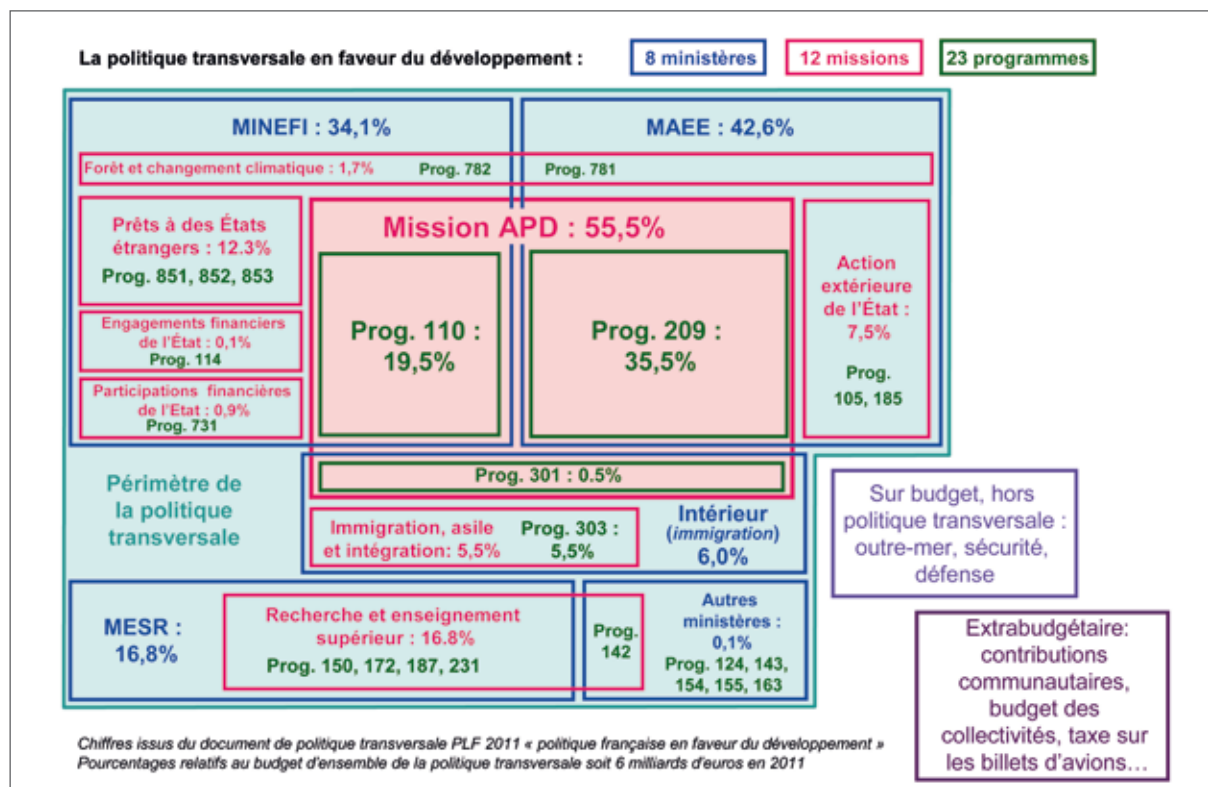 La politique transversale en faveur du développement :
8 ministères
12 missions
23 programmes
MINEFI : 34,1%
MAEE : 42,6%
Forêt et changement climatique : 1,7%
Prog. 782
Prog. 781
Prêts à des États
étrangers : 12.3%
Prog. 851, 852, 853
Engagements financiers
de l'État : 0,1%
Prog. 114
Participations financières
de l'Etat : 0,9%
Prog. 731
Mission APD : 55,5%
Prog. 110 :
19,5%
Prog. 209 :
35,5%
Action
extérieure
de l'État :
7,5%
Prog.
105, 185
Prog. 301 : 0.5%
Périmètre de
la politique
transversale
Immigration, asile
et intégration: 5,5%
Prog. 303 :
5,5%
Intérieur
(immigration)
6,0%
MESR :
16,8%
Recherche et enseignement
supérieur : 16.8%
Prog. 150, 172, 187, 231
Prog.
142
Autres
ministères :
0,1%
Prog. 124, 143,
154, 155, 163
Sur budget, hors
politique transversale :
outre-mer, sécurité,
défense
Extrabudgétaire:
contributions
communautaires,
budget des
collectivités, taxe sur
les billets d'avions…
Chiffres issus du document de politique transversale PLF 2011 « politique française en faveur du développement »
Pourcentages relatifs au budget d'ensemble de la politique transversale soit 6 milliards d'euros en 2011